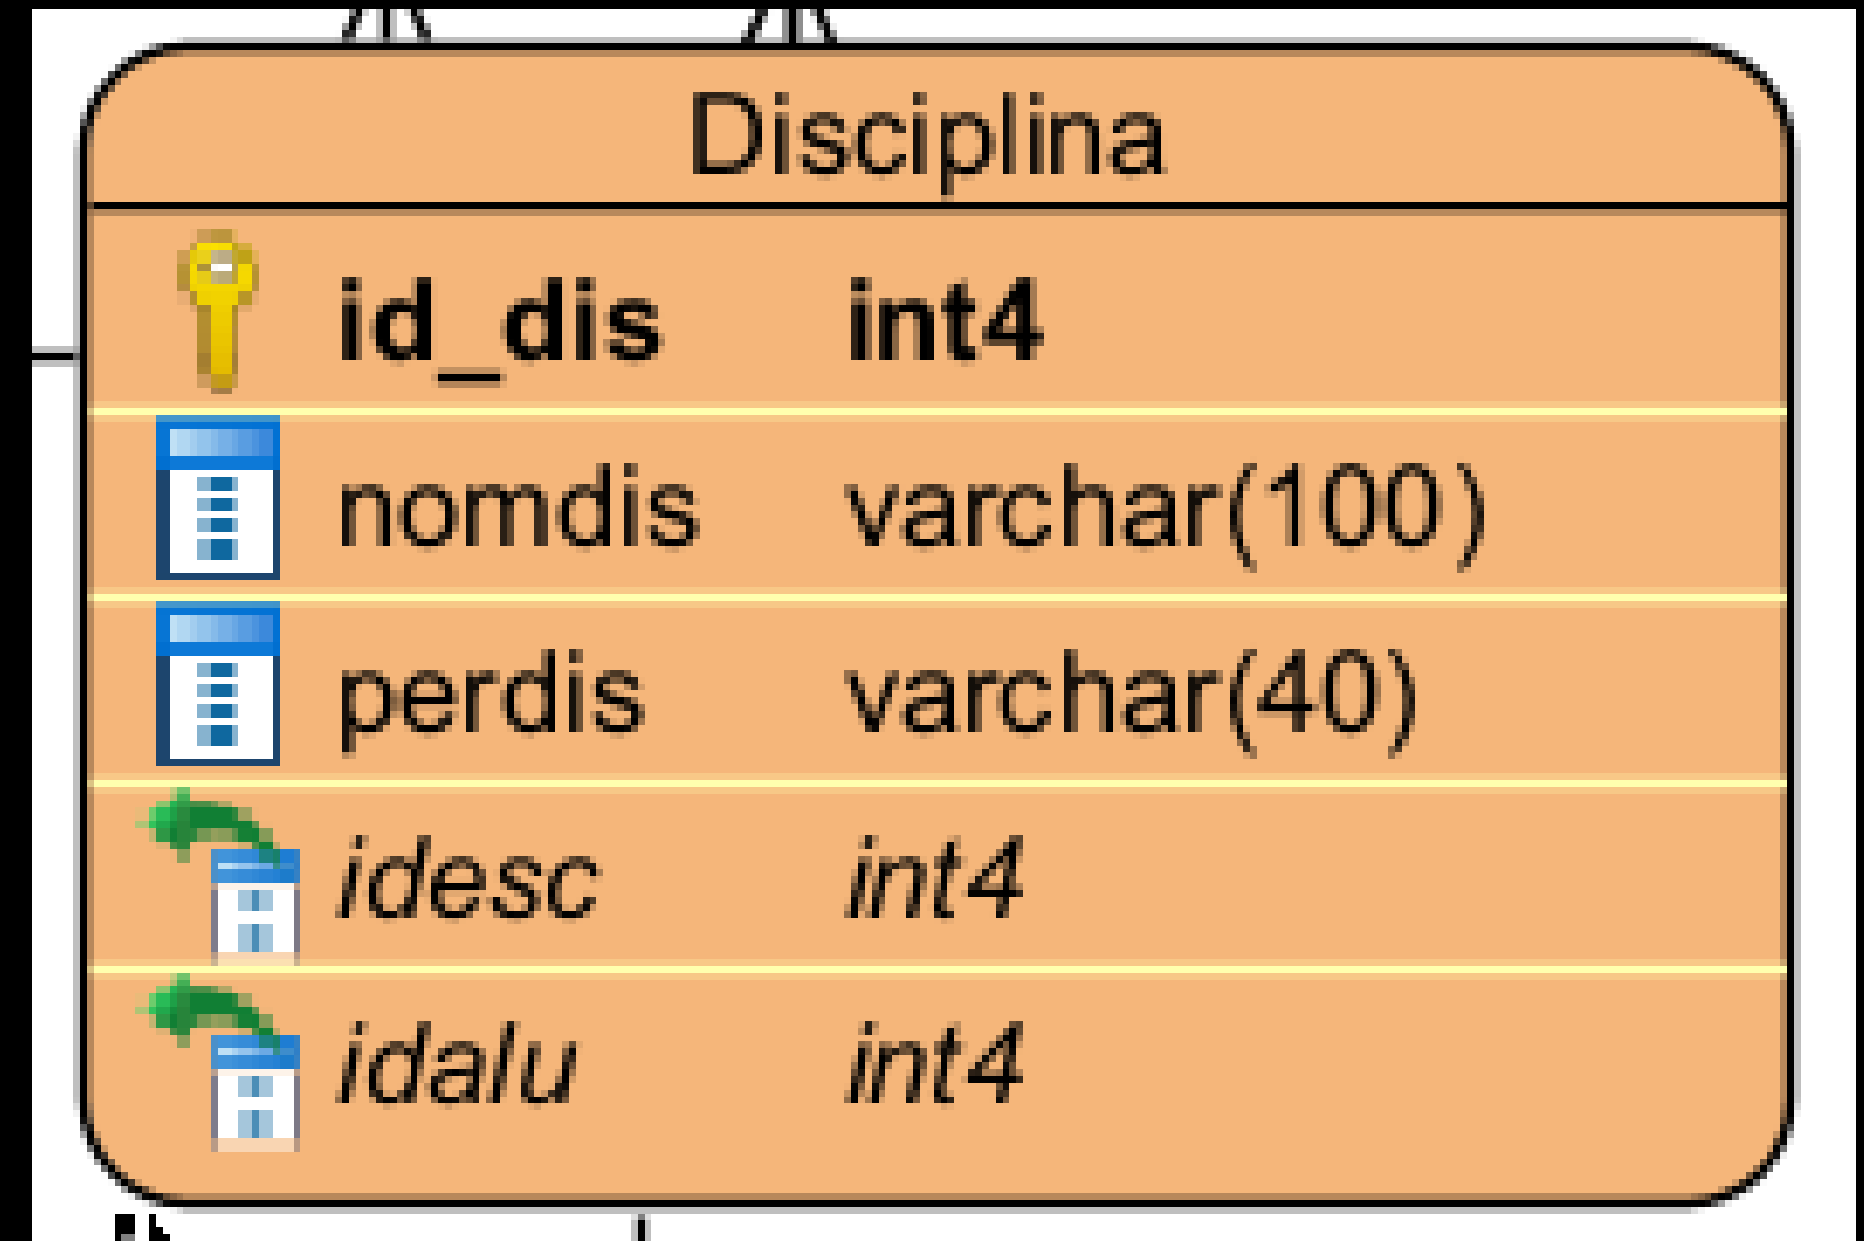 Disciplina
id_dis int4
nomdis varchar(100)
perdis varchar(40)
idesc int4
idalu int4